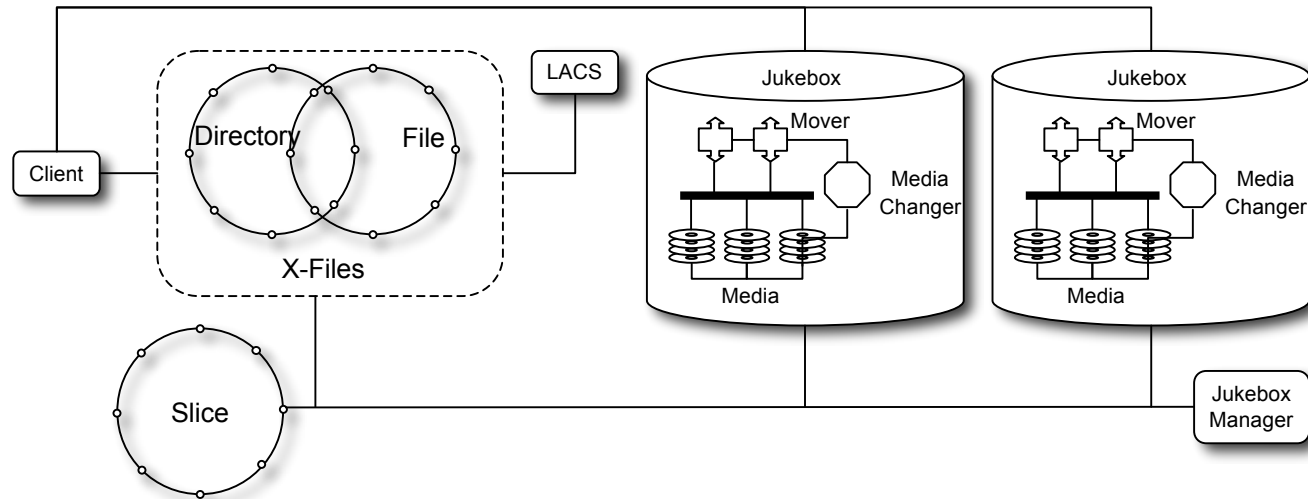 LACS
Jukebox
Jukebox
Directory
File
Mover
Mover
Client
Media
Changer
Media
Changer
X-Files
Media
Media
Slice
Jukebox
Manager